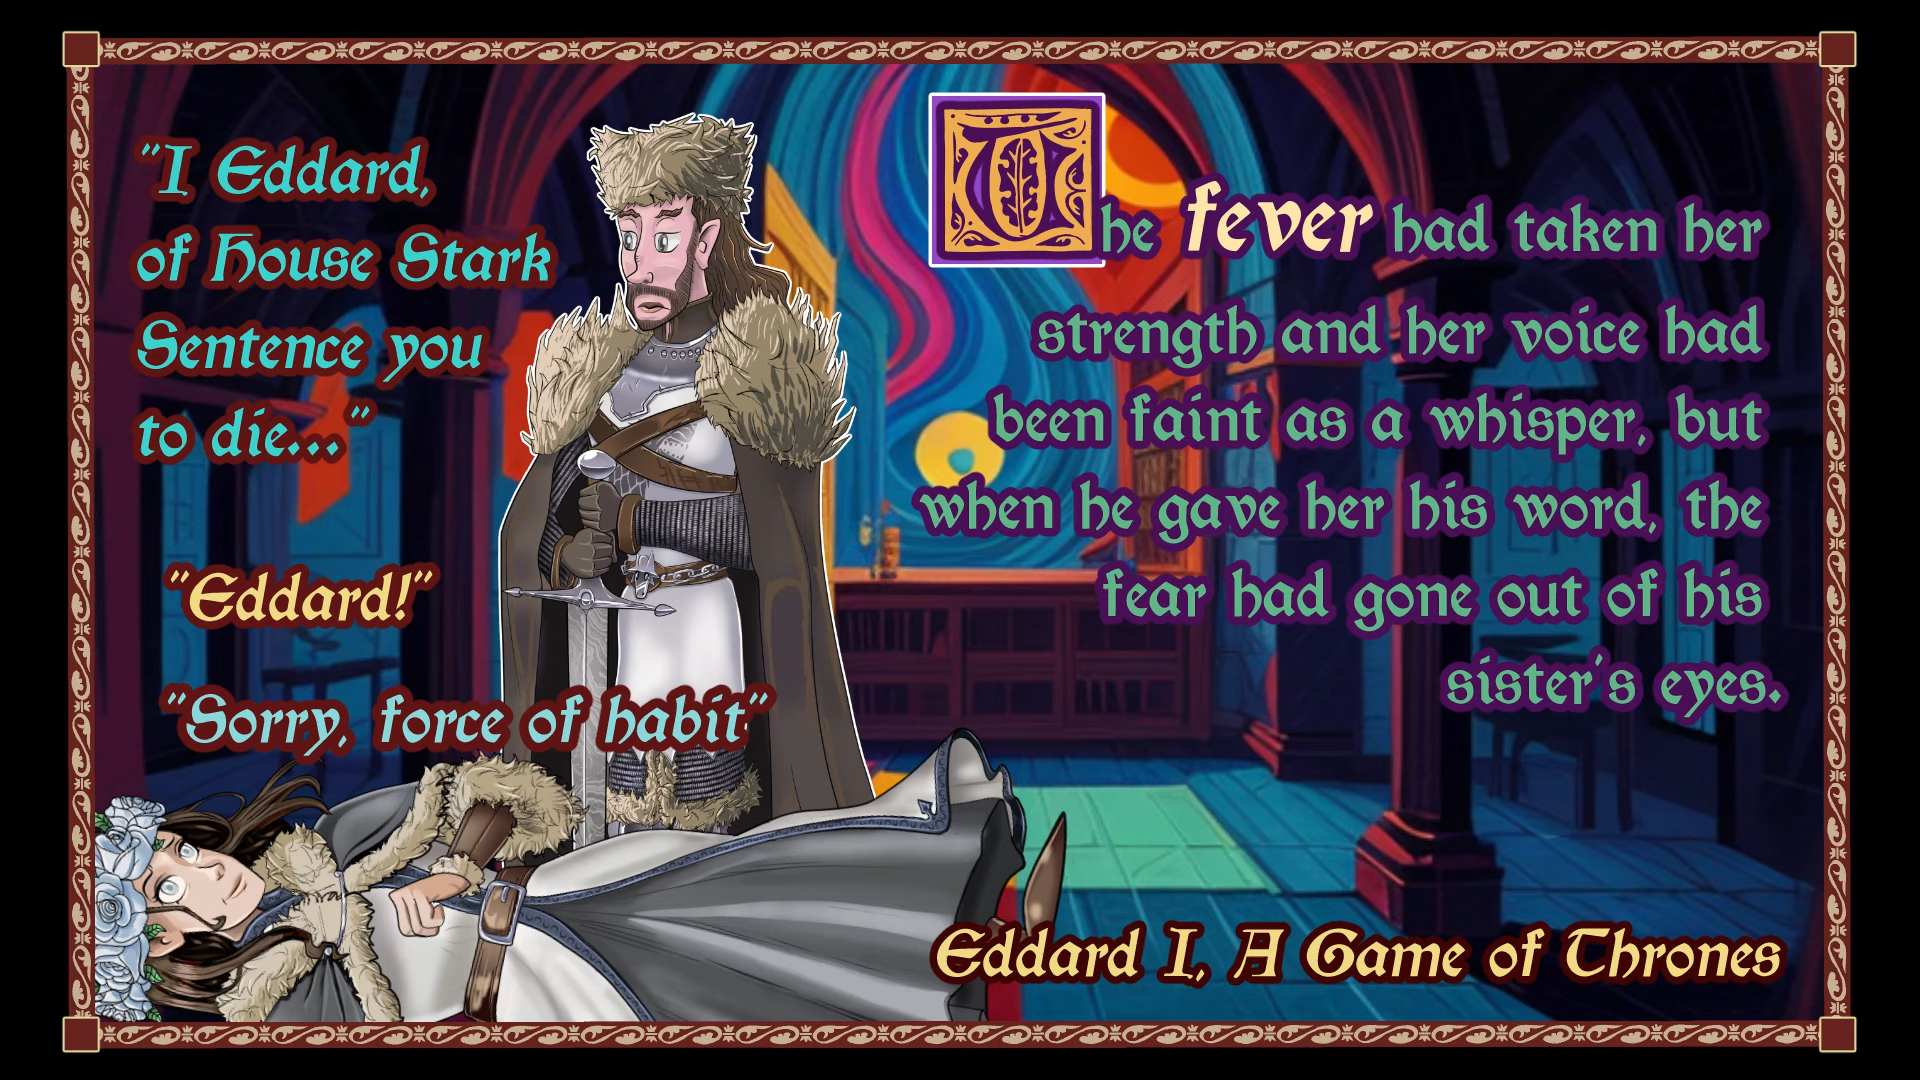 "I Eddard,
of House Stark
Sentence you
to die..."
"Eddard!"
"Sorry, force of habit"
The fever had taken her
strength and her voice had
been faint as a whisper, but
when he gave her his word, the
fear had gone out of his
sister's eyes.
Eddard I, A Game of Thrones